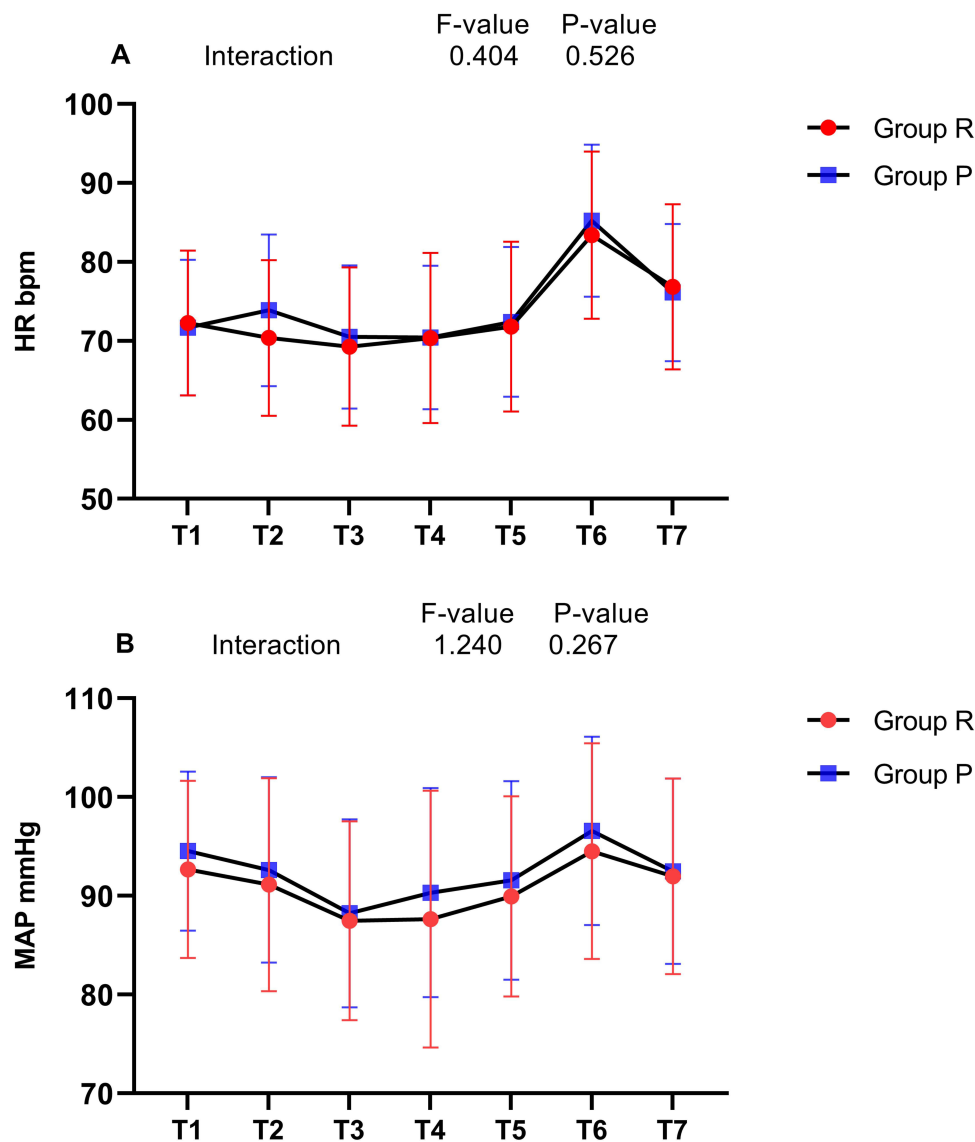 F-value P-value
A Interaction 0.404 0.526
100
90
80
70
60
50
HR bpm
Group R
Group P
T1 T2 T3 T4 T5 T6 T7
F-value P-value
B Interaction 1.240 0.267
110
100
90
80
70
MAP mmHg
Group R
Group P
T1 T2 T3 T4 T5 T6 T7